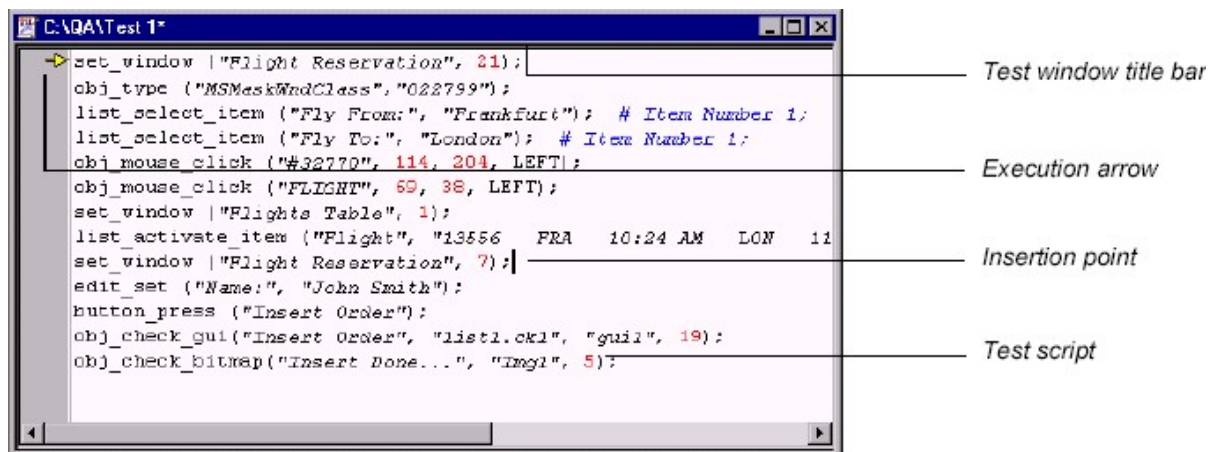 C:\QA\Test 1*
set_window ("Flight Reservation", 21);
obj_type ("MSMaskWndClass","022799");
list_select_item ("Fly From:", "Frankfurt");  # Item Number 1;
list_select_item ("Fly To:", "London");  # Item Number 1;
obj_mouse_click ("#32770", 114, 204, LEFT);
obj_mouse_click ("FLIGHT", 69, 38, LEFT);
set_window ("Flights Table", 1);
list_activate_item ("Flight", "13556   FRA   10:24 AM   LON   11
set_window ("Flight Reservation", 7);
edit_set ("Name:", "John Smith");
button_press ("Insert Order");
obj_check_gui("Insert Order", "list1.ckl", "gui1", 19);
obj_check_bitmap("Insert Done...", "Img1", 5);
Test window title bar
Execution arrow
Insertion point
Test script